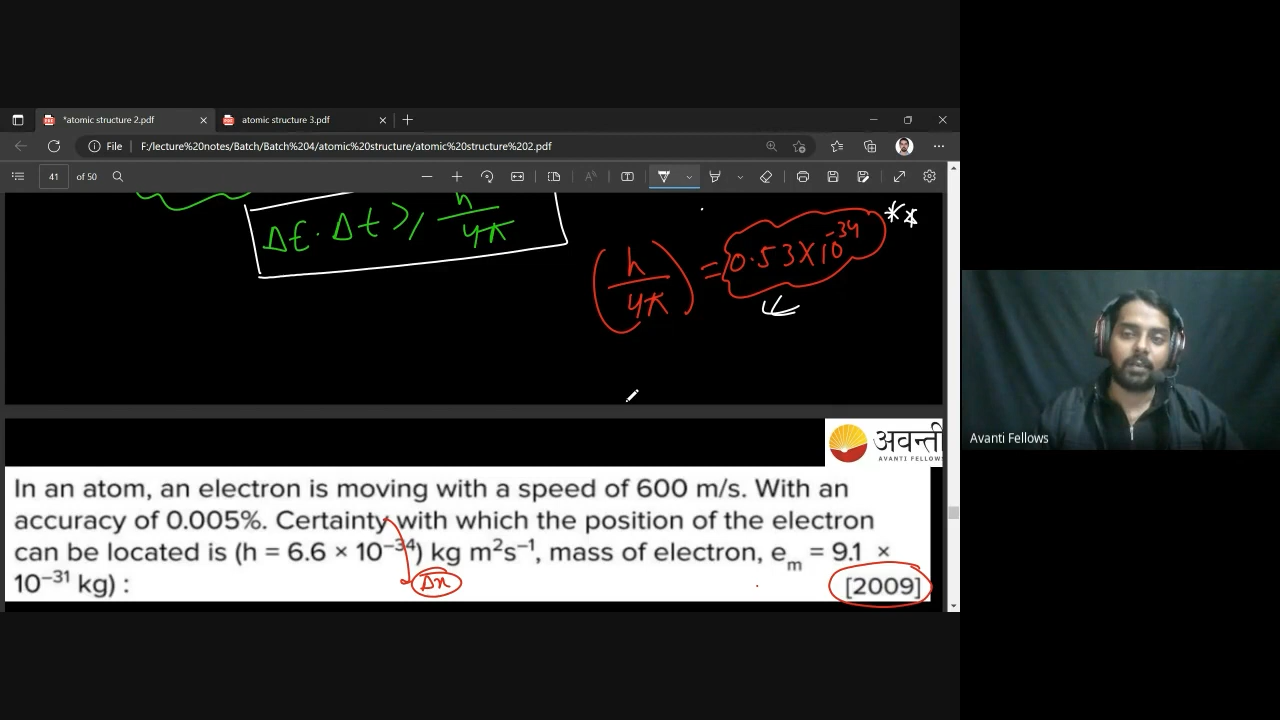 *atomic structure 2.pdf
atomic structure 3.pdf
File F:/lecture%20notes/Batch/Batch%204/atomic%20structure/atomic%20structure%202.pdf
41 of 50
ΔE · Δt ≥ h/4π
(h/4π) = 0.53×10^-34 **
अवन्ती
AVANTI FELLOWS
In an atom, an electron is moving with a speed of 600 m/s. With an
accuracy of 0.005%. Certainty with which the position of the electron
can be located is (h = 6.6 × 10⁻³⁴) kg m²s⁻¹, mass of electron, eₘ = 9.1 ×
10⁻³¹ kg) : [2009]
Δx
Avanti Fellows